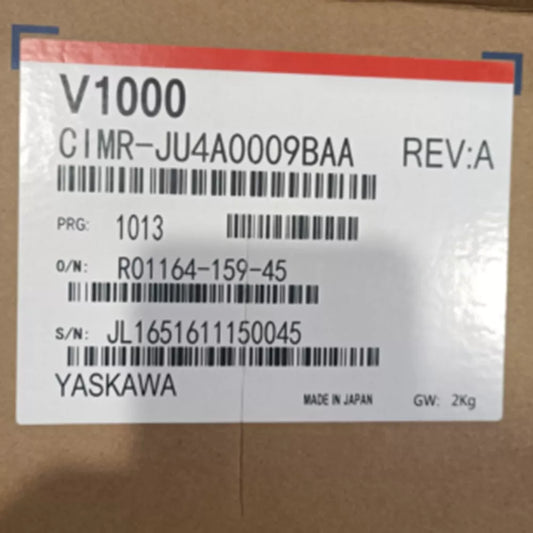 V1000
CIMR-JU4A0009BAA REV:A
PRG: 1013
O/N: R01164-159-45
S/N: JL1651611150045
YASKAWA MADE IN JAPAN GW: 2Kg